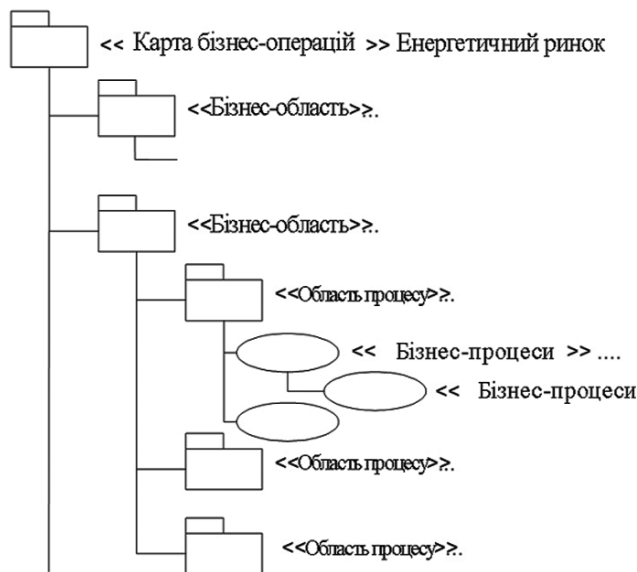 << Карта бізнес-операцій >> Енергетичний ринок
<<Бізнес-область>>...
<<Бізнес-область>>...
<<Область процесу>>...
<< Бізнес-процеси >> ....
<< Бізнес-процеси
<<Область процесу>>...
<<Область процесу>>...